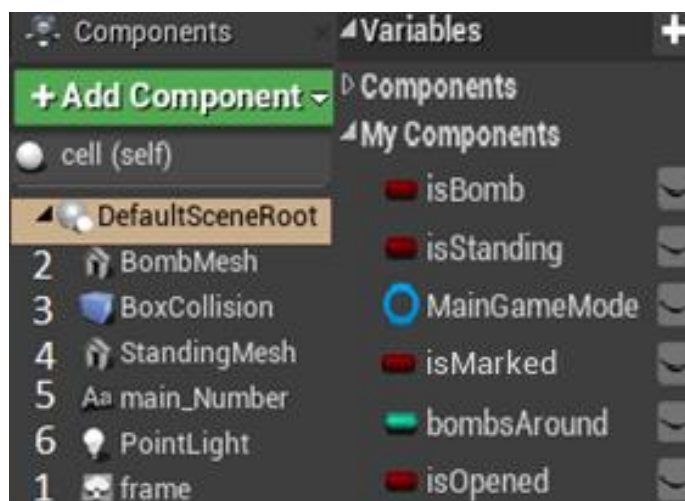 Components
+ Add Component
cell (self)
DefaultSceneRoot
2 BombMesh
3 BoxCollision
4 StandingMesh
5 Aa main_Number
6 PointLight
1 frame
Variables +
Components
My Components
isBomb
isStanding
MainGameMode
isMarked
bombsAround
isOpened